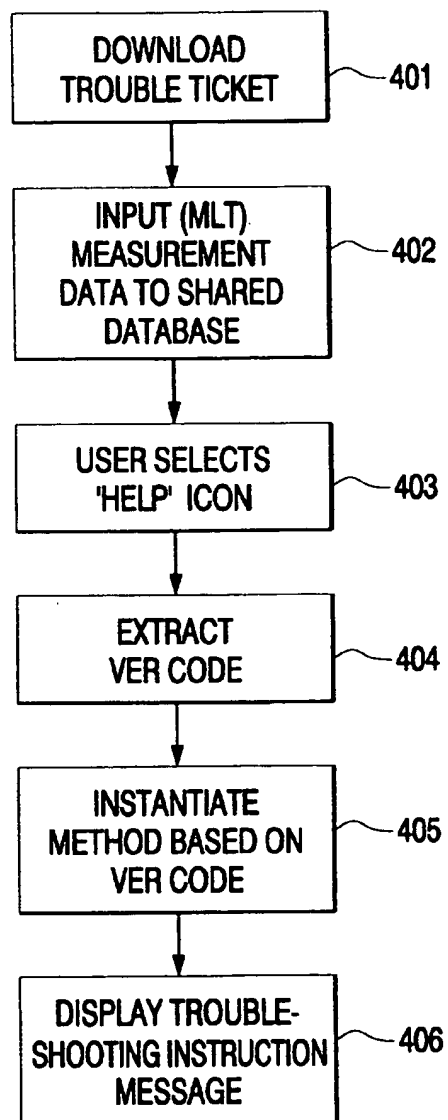 DOWNLOAD
TROUBLE TICKET
401
INPUT (MLT)
MEASUREMENT
DATA TO SHARED
DATABASE
402
USER SELECTS
'HELP' ICON
403
EXTRACT
VER CODE
404
INSTANTIATE
METHOD BASED ON
VER CODE
405
DISPLAY TROUBLE-
SHOOTING INSTRUCTION
MESSAGE
406